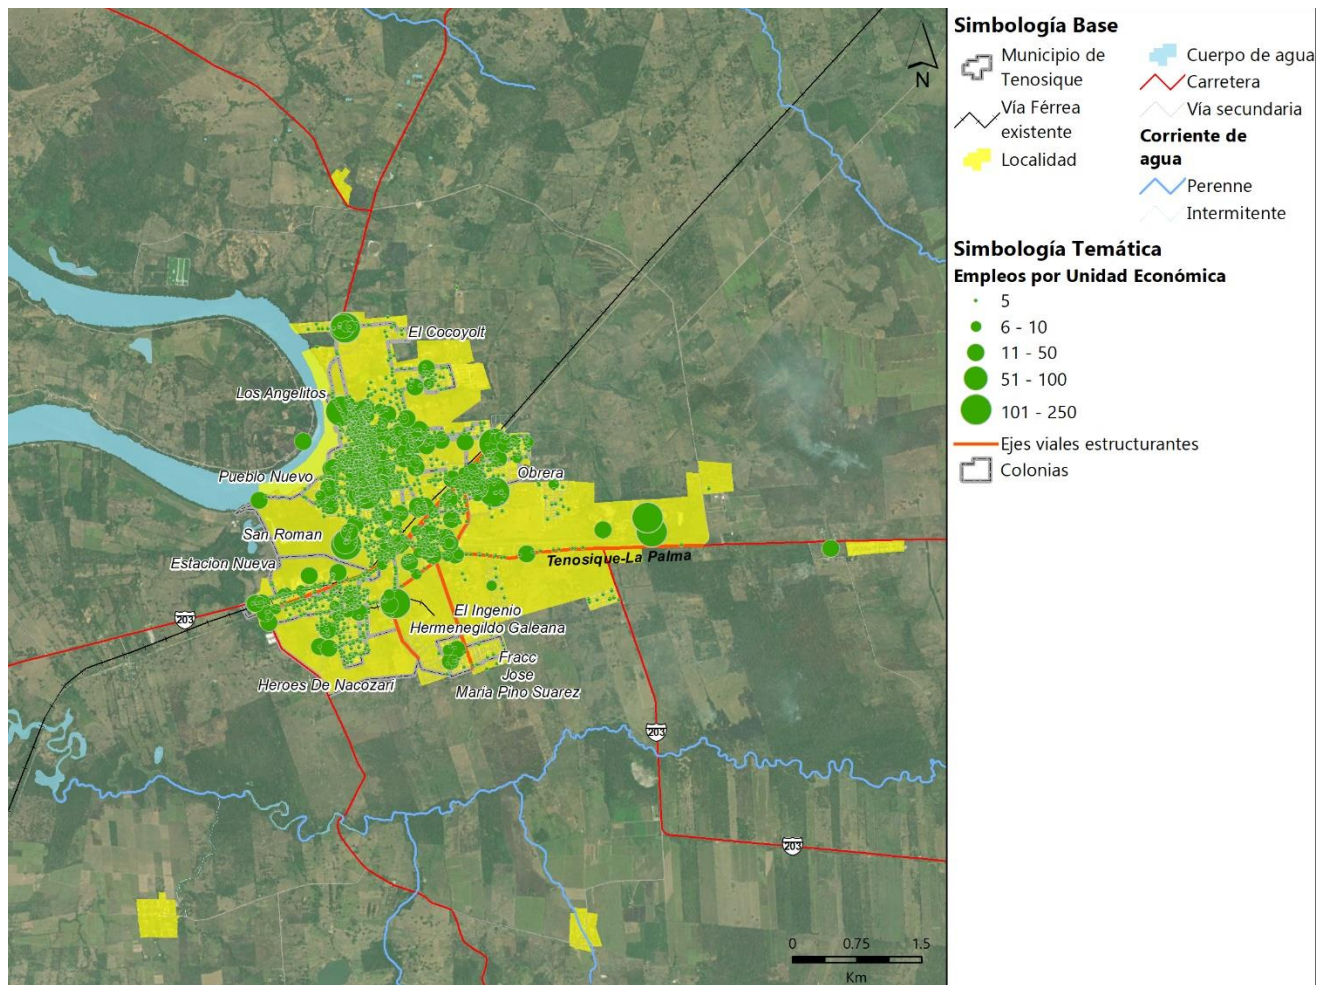 N
El Cocoyolt
Los Angelitos
Pueblo Nuevo
Obrera
San Roman
Estacion Nueva
Tenosique-La Palma
203
El Ingenio
Hermenegildo Galeana
Fracc
Jose
Maria Pino Suarez
Heroes De Nacozari
203
203
0 0.75 1.5
Km
Simbología Base
Municipio de
Tenosique
Vía Férrea
existente
Localidad
Cuerpo de agua
Carretera
Vía secundaria
Corriente de
agua
Perenne
Intermitente
Simbología Temática
Empleos por Unidad Económica
5
6 - 10
11 - 50
51 - 100
101 - 250
Ejes viales estructurantes
Colonias